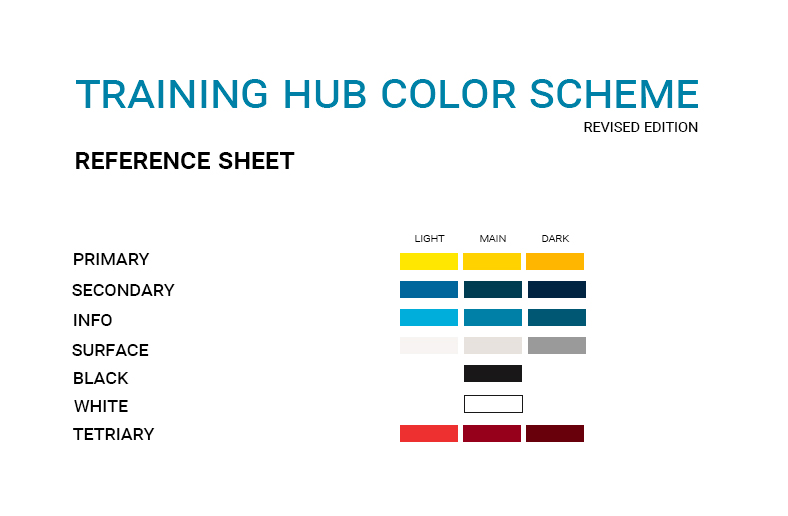 TRAINING HUB COLOR SCHEME
REVISED EDITION
REFERENCE SHEET
LIGHT MAIN DARK
PRIMARY
SECONDARY
INFO
SURFACE
BLACK
WHITE
TETRIARY